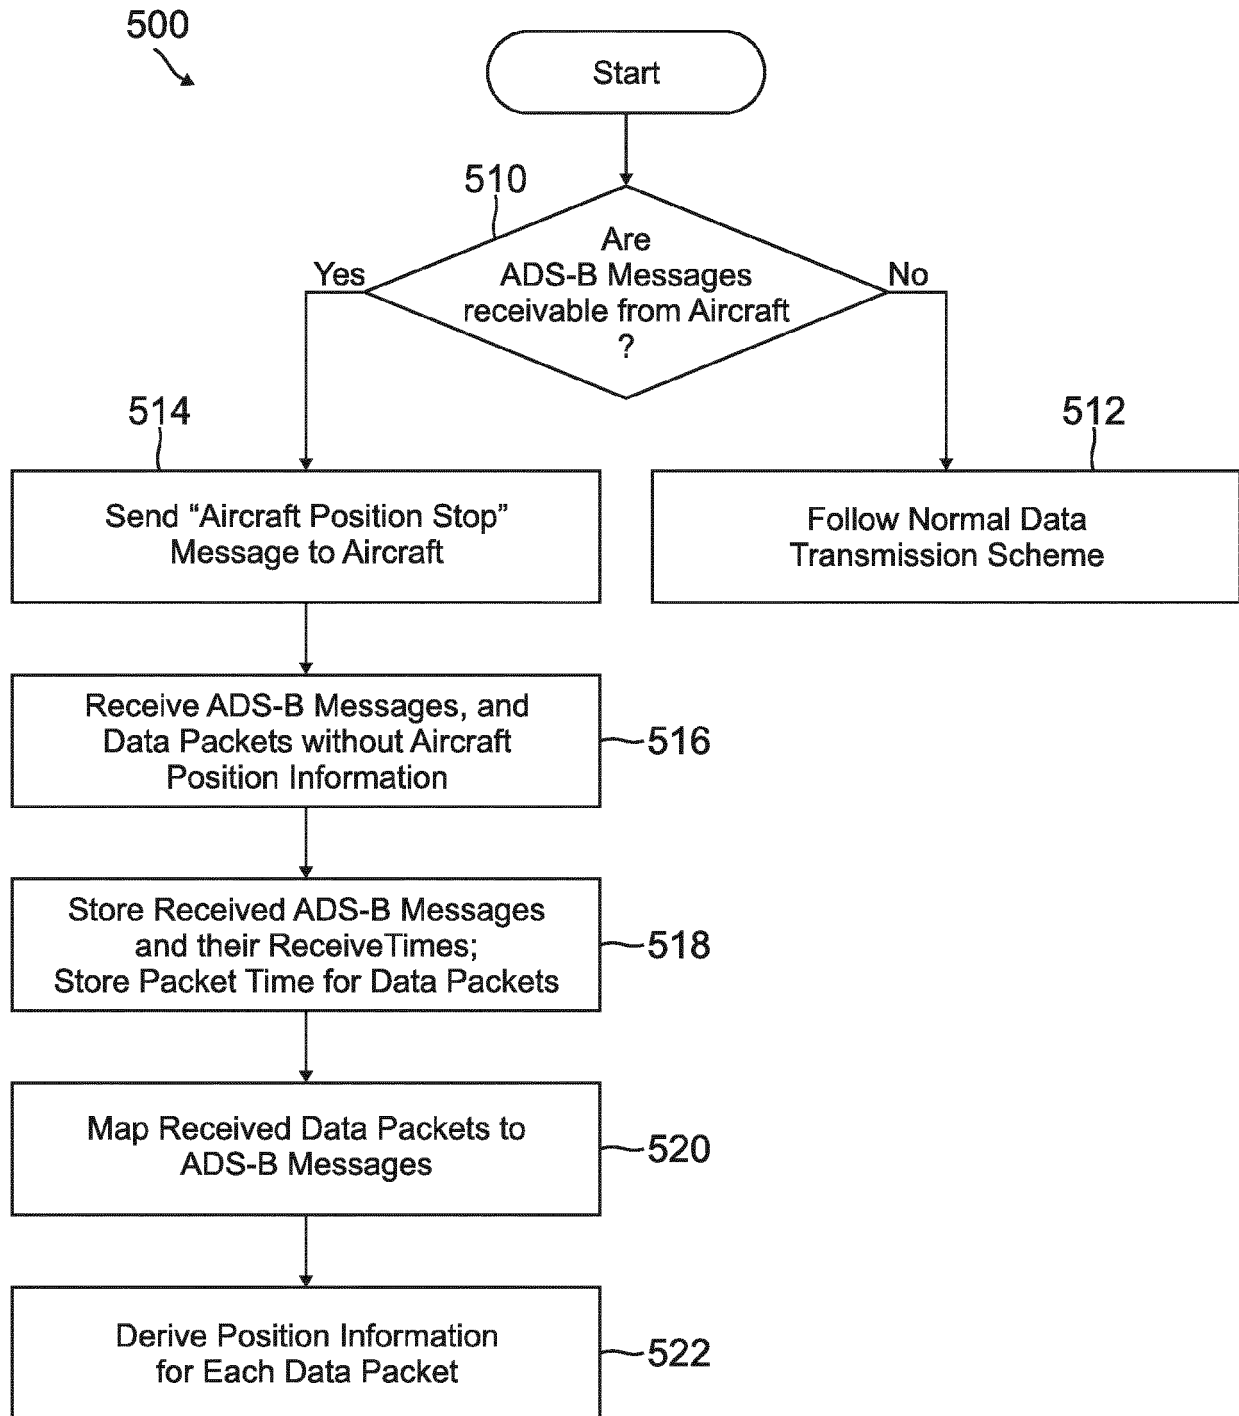 500
Start
510
Are
ADS-B Messages
receivable from Aircraft
?
Yes
No
514
512
Send “Aircraft Position Stop”
Message to Aircraft
Follow Normal Data
Transmission Scheme
Receive ADS-B Messages, and
Data Packets without Aircraft
Position Information
516
Store Received ADS-B Messages
and their ReceiveTimes;
Store Packet Time for Data Packets
518
Map Received Data Packets to
ADS-B Messages
520
Derive Position Information
for Each Data Packet
522